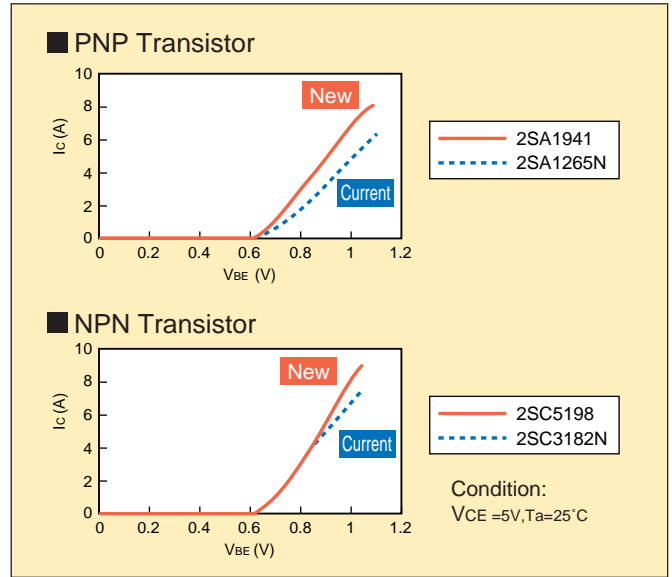 ■ PNP Transistor
10
8
6
4
2
0
IC (A)
New
Current
0 0.2 0.4 0.6 0.8 1 1.2
VBE (V)
2SA1941
2SA1265N
■ NPN Transistor
10
8
6
4
2
0
IC (A)
New
Current
0 0.2 0.4 0.6 0.8 1 1.2
VBE (V)
2SC5198
2SC3182N
Condition:
VCE =5V,Ta=25°C